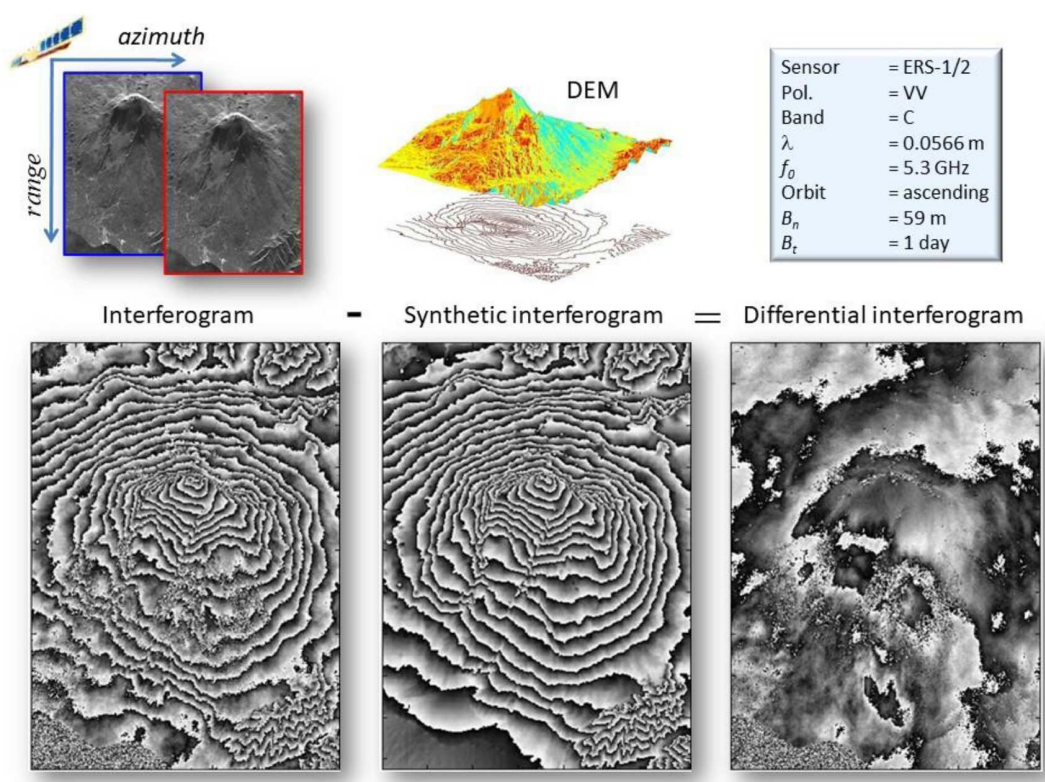 azimuth
range
DEM
Sensor = ERS-1/2
Pol. = VV
Band = C
λ = 0.0566 m
f₀ = 5.3 GHz
Orbit = ascending
Bₙ = 59 m
Bₜ = 1 day
Interferogram - Synthetic interferogram = Differential interferogram